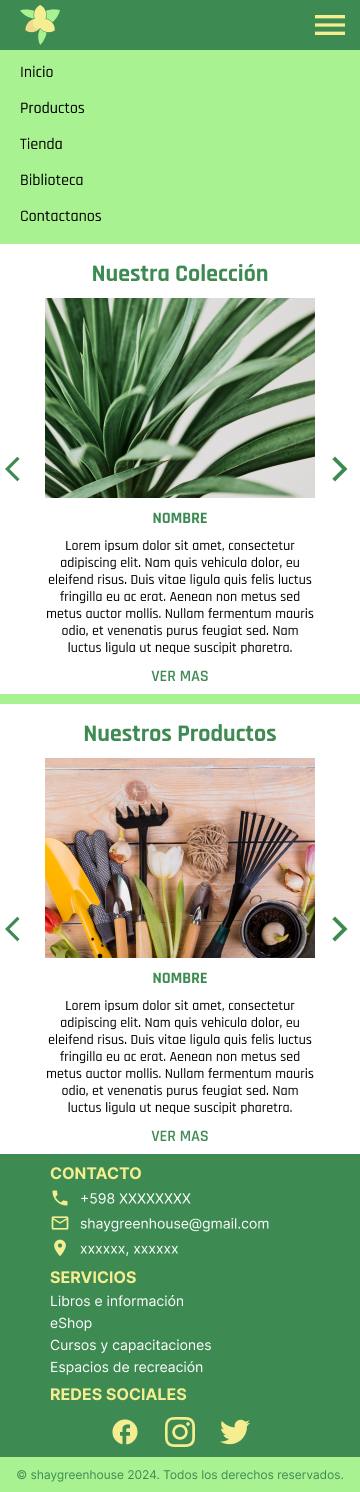 Inicio
Productos
Tienda
Biblioteca
Contactanos
Nuestra Colección
NOMBRE
Lorem ipsum dolor sit amet, consectetur
adipiscing elit. Nam quis vehicula dolor, eu
eleifend risus. Duis vitae ligula quis felis luctus
fringilla eu ac erat. Aenean non metus sed
metus auctor mollis. Nullam fermentum mauris
odio, et venenatis purus feugiat sed. Nam
luctus ligula ut neque suscipit pharetra.
VER MAS
Nuestros Productos
NOMBRE
Lorem ipsum dolor sit amet, consectetur
adipiscing elit. Nam quis vehicula dolor, eu
eleifend risus. Duis vitae ligula quis felis luctus
fringilla eu ac erat. Aenean non metus sed
metus auctor mollis. Nullam fermentum mauris
odio, et venenatis purus feugiat sed. Nam
luctus ligula ut neque suscipit pharetra.
VER MAS
CONTACTO
+598 XXXXXXXX
shaygreenhouse@gmail.com
xxxxxx, xxxxxx
SERVICIOS
Libros e información
eShop
Cursos y capacitaciones
Espacios de recreación
REDES SOCIALES
© shaygreenhouse 2024. Todos los derechos reservados.